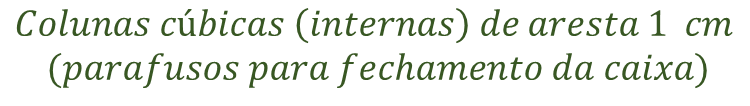 Colunas cúbicas (internas) de aresta 1 cm
(parafusos para fechamento da caixa)